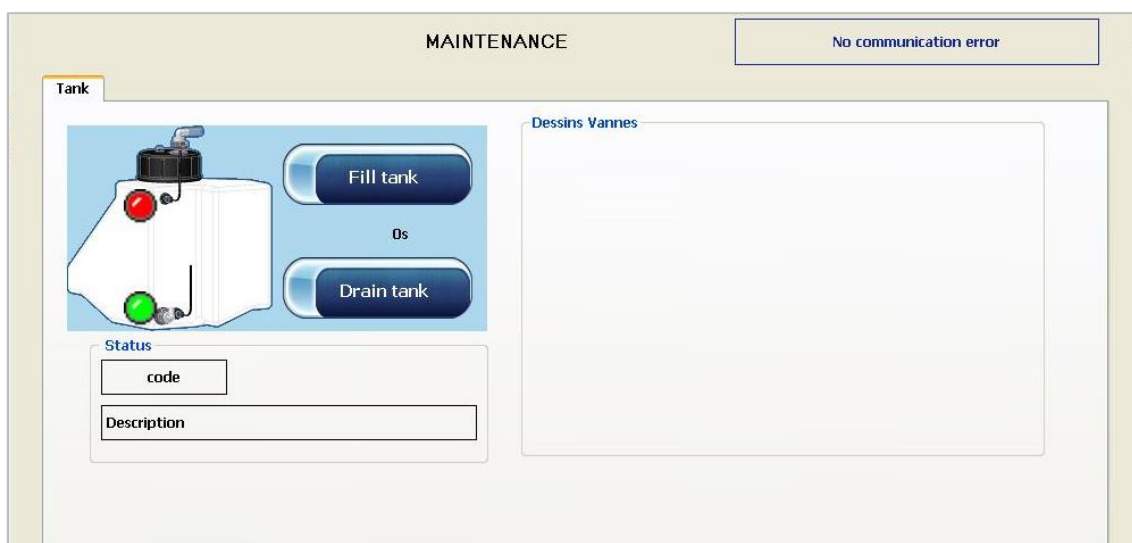 MAINTENANCE
No communication error
Tank
Fill tank
0s
Drain tank
Status
code
Description
Dessins Vannes